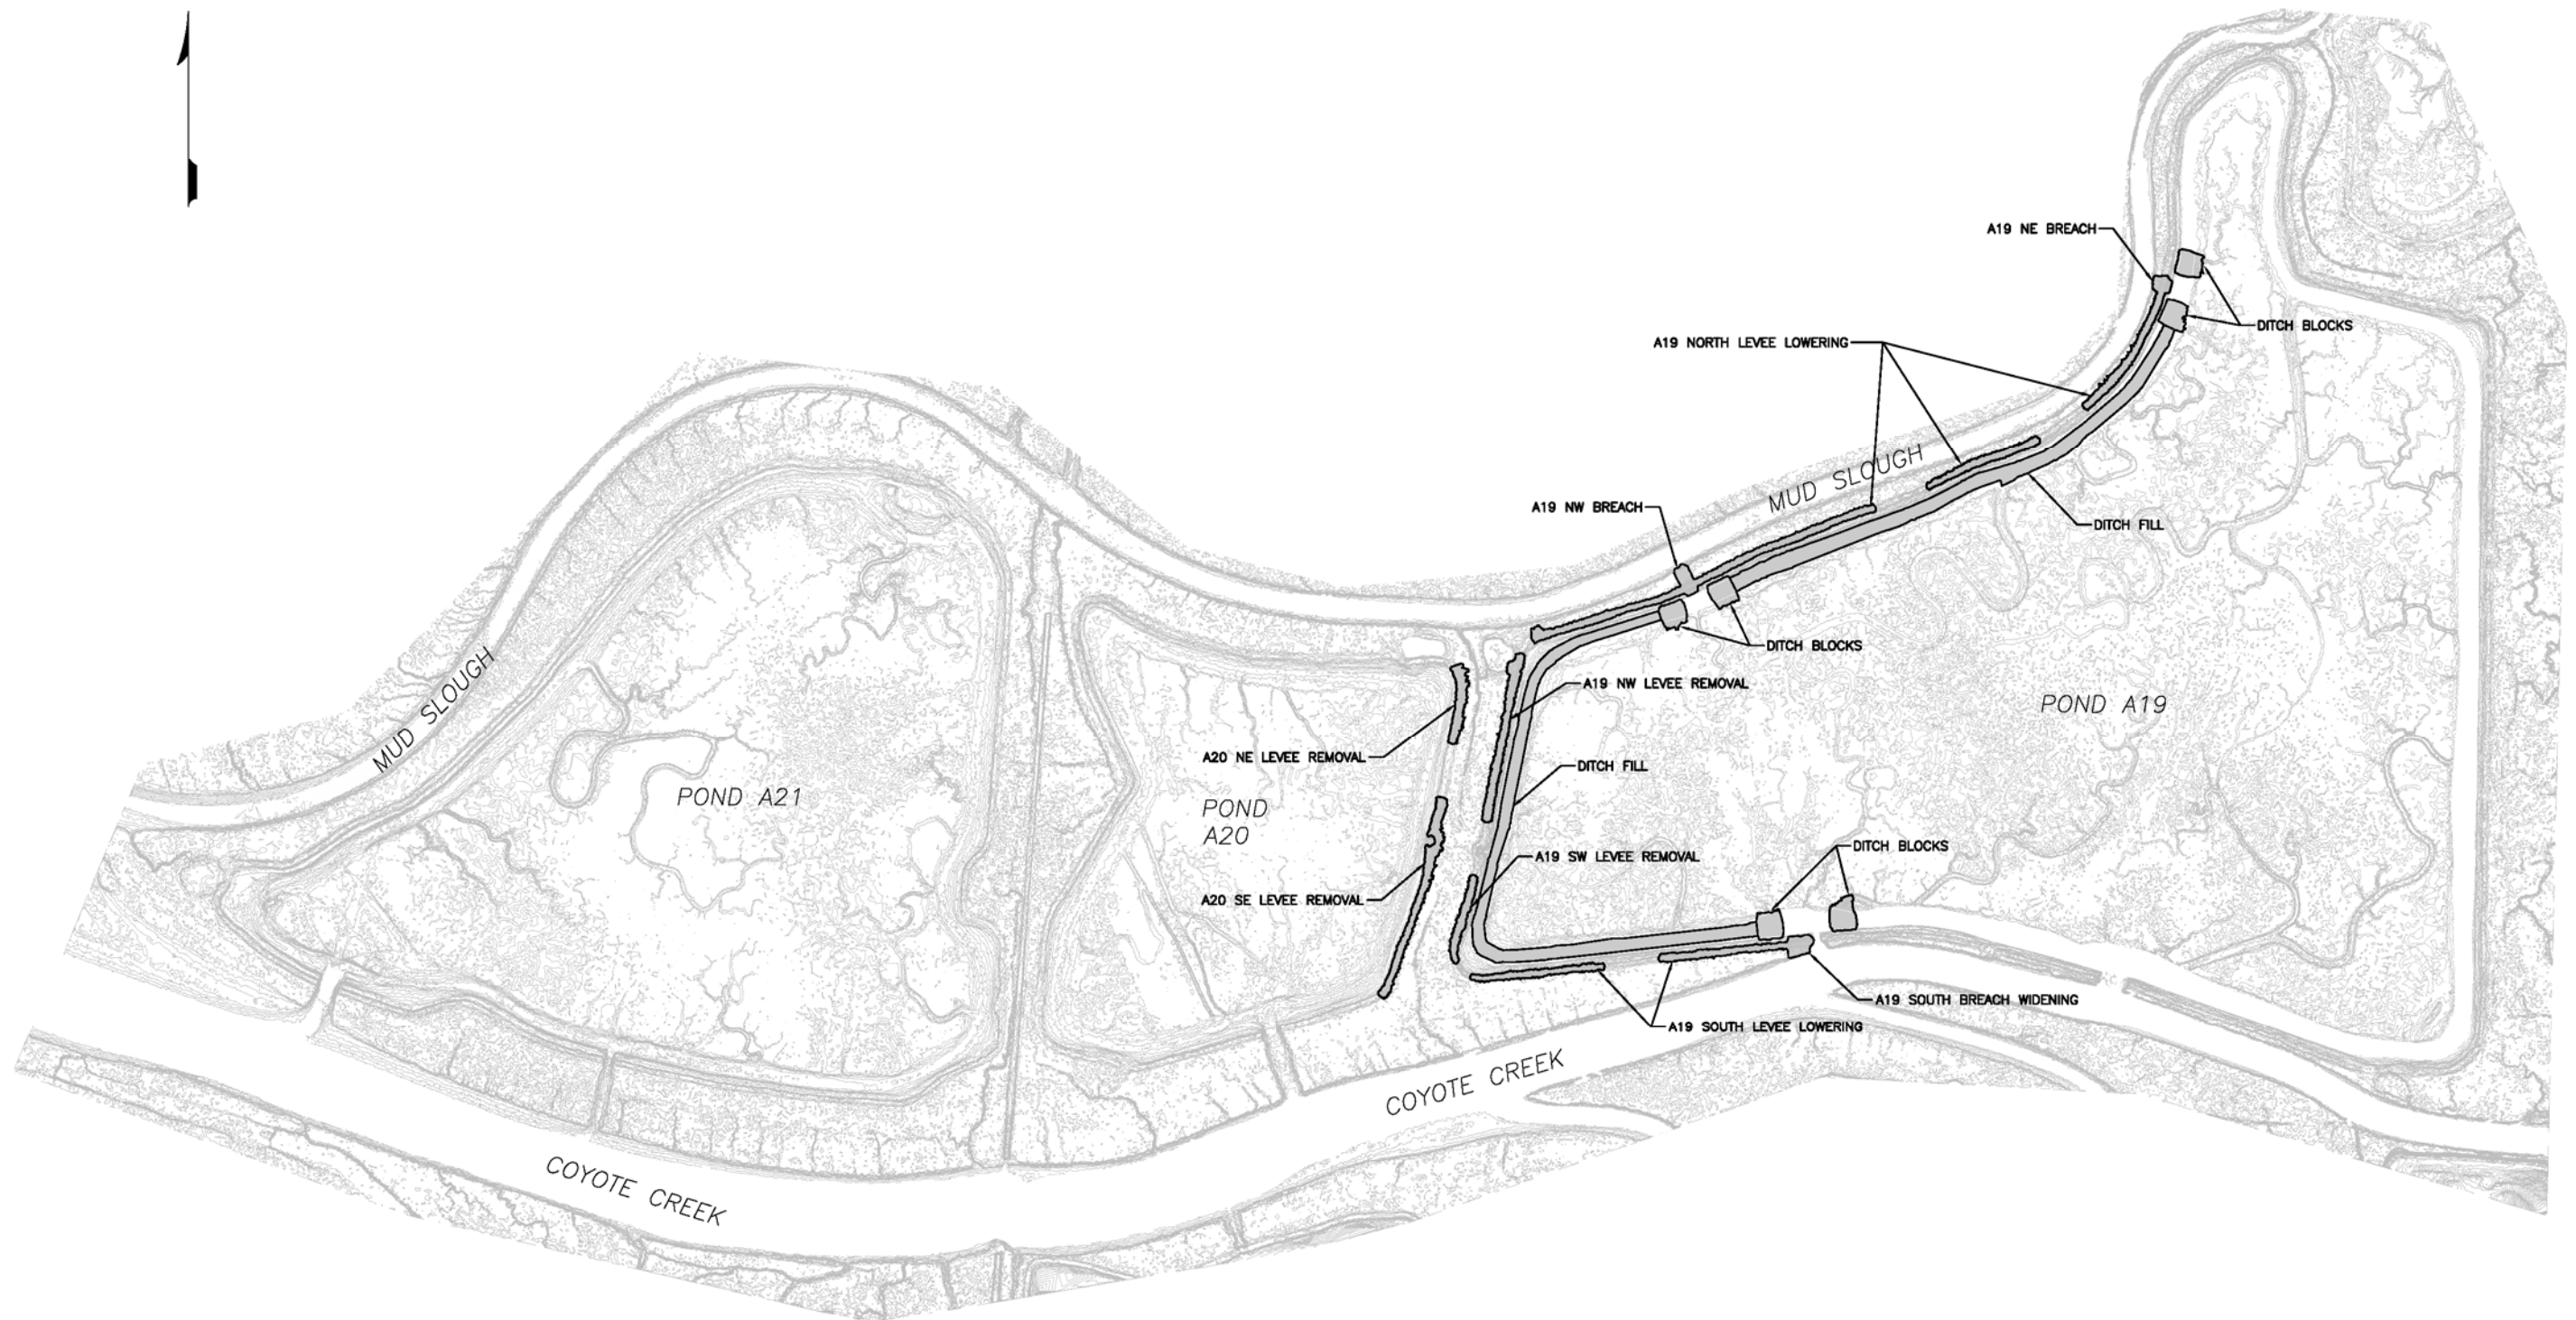 A19 NE BREACH
DITCH BLOCKS
A19 NORTH LEVEE LOWERING
MUD SLOUGH
A19 NW BREACH
DITCH FILL
DITCH BLOCKS
MUD SLOUGH
A19 NW LEVEE REMOVAL
POND A19
A20 NE LEVEE REMOVAL
DITCH FILL
POND A21
POND
A20
DITCH BLOCKS
A19 SW LEVEE REMOVAL
A20 SE LEVEE REMOVAL
A19 SOUTH BREACH WIDENING
A19 SOUTH LEVEE LOWERING
COYOTE CREEK
COYOTE CREEK